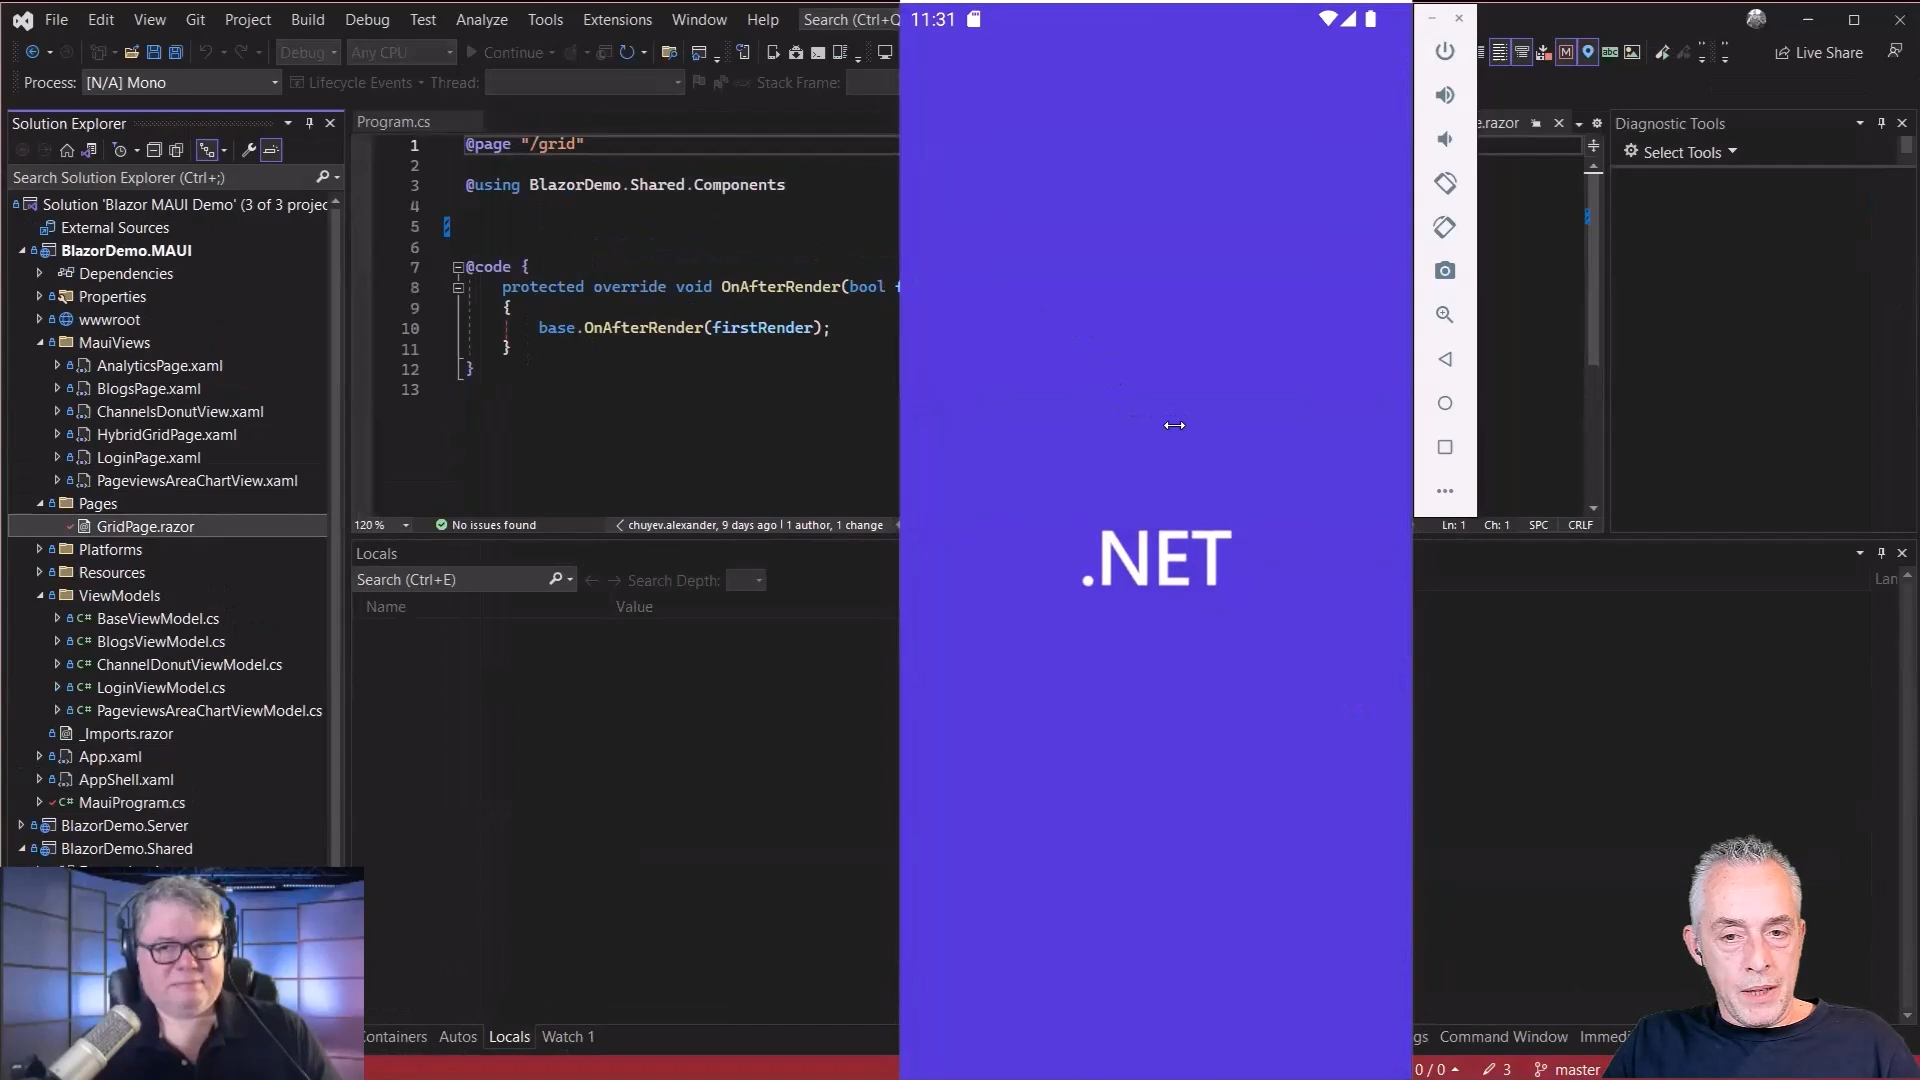 File Edit View Git Project Build Debug Test Analyze Tools Extensions Window Help Search (Ctrl+Q
11:31
Debug Any CPU Continue
Live Share
Process: [N/A] Mono Lifecycle Events Thread: Stack Frame:
Solution Explorer
Search Solution Explorer (Ctrl+;)
Solution 'Blazor MAUI Demo' (3 of 3 projec
External Sources
BlazorDemo.MAUI
Dependencies
Properties
wwwroot
MauiViews
AnalyticsPage.xaml
BlogsPage.xaml
ChannelsDonutView.xaml
HybridGridPage.xaml
LoginPage.xaml
PageviewsAreaChartView.xaml
Pages
GridPage.razor
Platforms
Resources
ViewModels
C# BaseViewModel.cs
C# BlogsViewModel.cs
C# ChannelDonutViewModel.cs
C# LoginViewModel.cs
C# PageviewsAreaChartViewModel.cs
_Imports.razor
App.xaml
AppShell.xaml
C# MauiProgram.cs
BlazorDemo.Server
BlazorDemo.Shared
Program.cs
e.razor
1 @page "/grid"
2
3 @using BlazorDemo.Shared.Components
4
5
6
7 @code {
8 protected override void OnAfterRender(bool f
9 {
10 base.OnAfterRender(firstRender);
11 }
12 }
13
120 % No issues found chuyev.alexander, 9 days ago | 1 author, 1 change
Ln: 1 Ch: 1 SPC CRLF
Locals
Search (Ctrl+E) Search Depth:
Name Value
.NET
Diagnostic Tools
Select Tools
Lan
ontainers Autos Locals Watch 1
gs Command Window Immedi
0 / 0 3 master